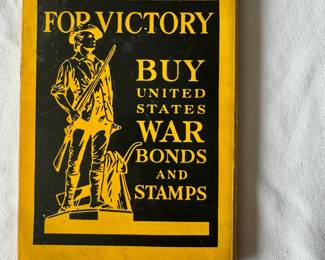 FOR VICTORY
BUY
UNITED
STATES
WAR
BONDS
AND
STAMPS